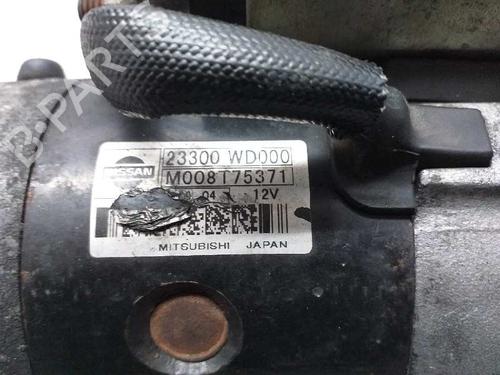 B-PARTS
NISSAN
23300 WD000
M008T75371
04 12V
MITSUBISHI JAPAN